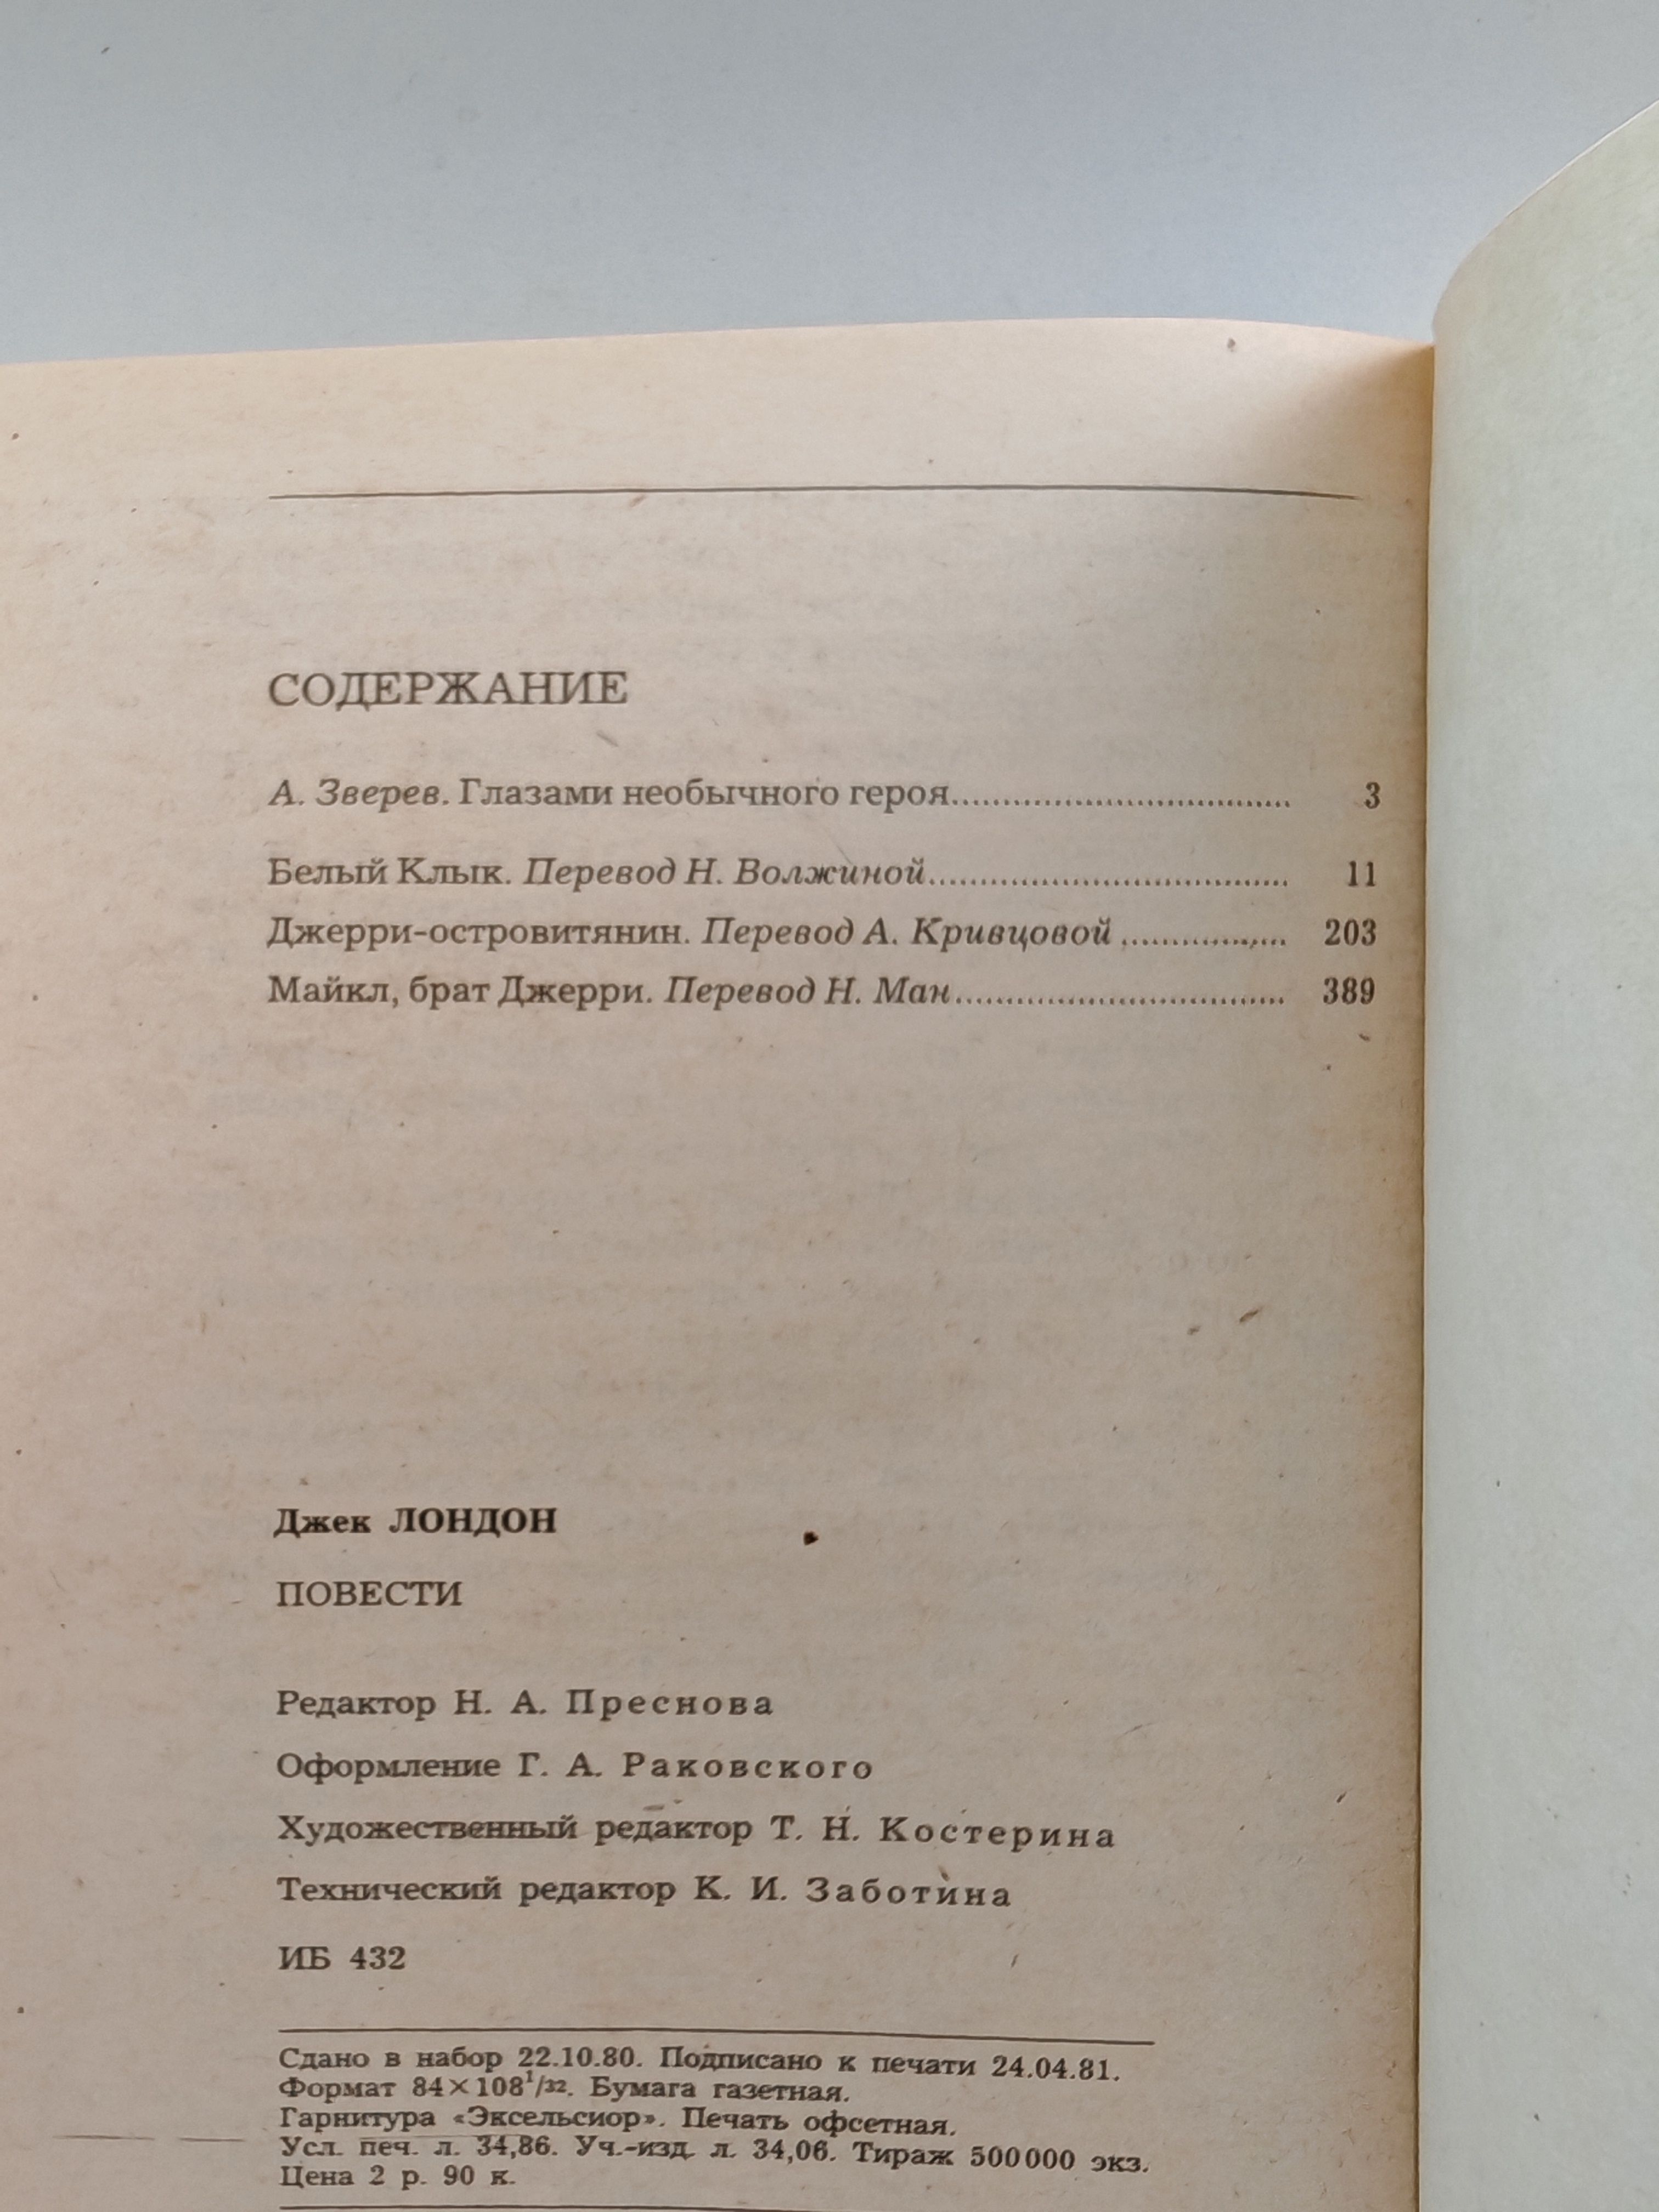 СОДЕРЖАНИЕ
А. Зверев. Глазами необычного героя.................................. 3
Белый Клык. Перевод Н. Волжиной.................................... 11
Джерри-островитянин. Перевод А. Кривцовой ................ 203
Майкл, брат Джерри. Перевод Н. Ман................................. 389
Джек ЛОНДОН
ПОВЕСТИ
Редактор Н. А. Преснова
Оформление Г. А. Раковского
Художественный редактор Т. Н. Костерина
Технический редактор К. И. Заботина
ИБ 432
Сдано в набор 22.10.80. Подписано к печати 24.04.81.
Формат 84×108¹/₃₂. Бумага газетная.
Гарнитура «Эксельсиор». Печать офсетная.
Усл. печ. л. 34,86. Уч.-изд. л. 34,06. Тираж 500000 экз.
Цена 2 р. 90 к.